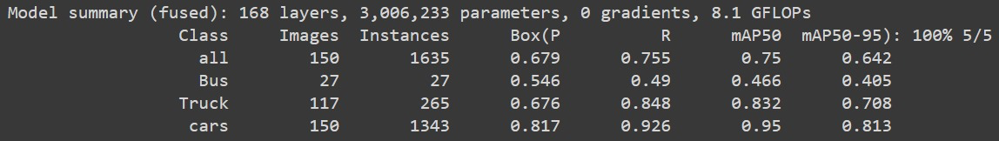 Model summary (fused): 168 layers, 3,006,233 parameters, 0 gradients, 8.1 GFLOPs
Class Images Instances Box(P R mAP50 mAP50-95): 100% 5/5
all 150 1635 0.679 0.755 0.75 0.642
Bus 27 27 0.546 0.49 0.466 0.405
Truck 117 265 0.676 0.848 0.832 0.708
cars 150 1343 0.817 0.926 0.95 0.813